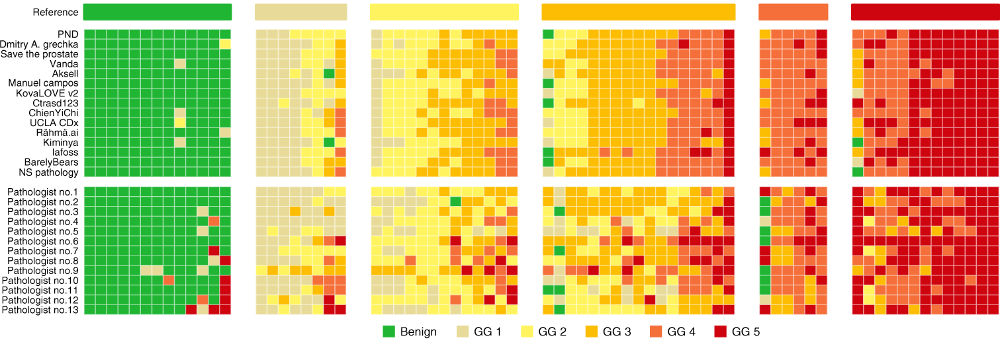 Reference
PND
Dmitry A. grechka
Save the prostate
Vanda
Aksell
Manuel campos
KovaLOVE v2
Ctrasd123
ChienYiChi
UCLA CDx
Rähmä.ai
Kiminya
Iafoss
BarelyBears
NS pathology
Pathologist no.1
Pathologist no.2
Pathologist no.3
Pathologist no.4
Pathologist no.5
Pathologist no.6
Pathologist no.7
Pathologist no.8
Pathologist no.9
Pathologist no.10
Pathologist no.11
Pathologist no.12
Pathologist no.13
Benign GG 1 GG 2 GG 3 GG 4 GG 5